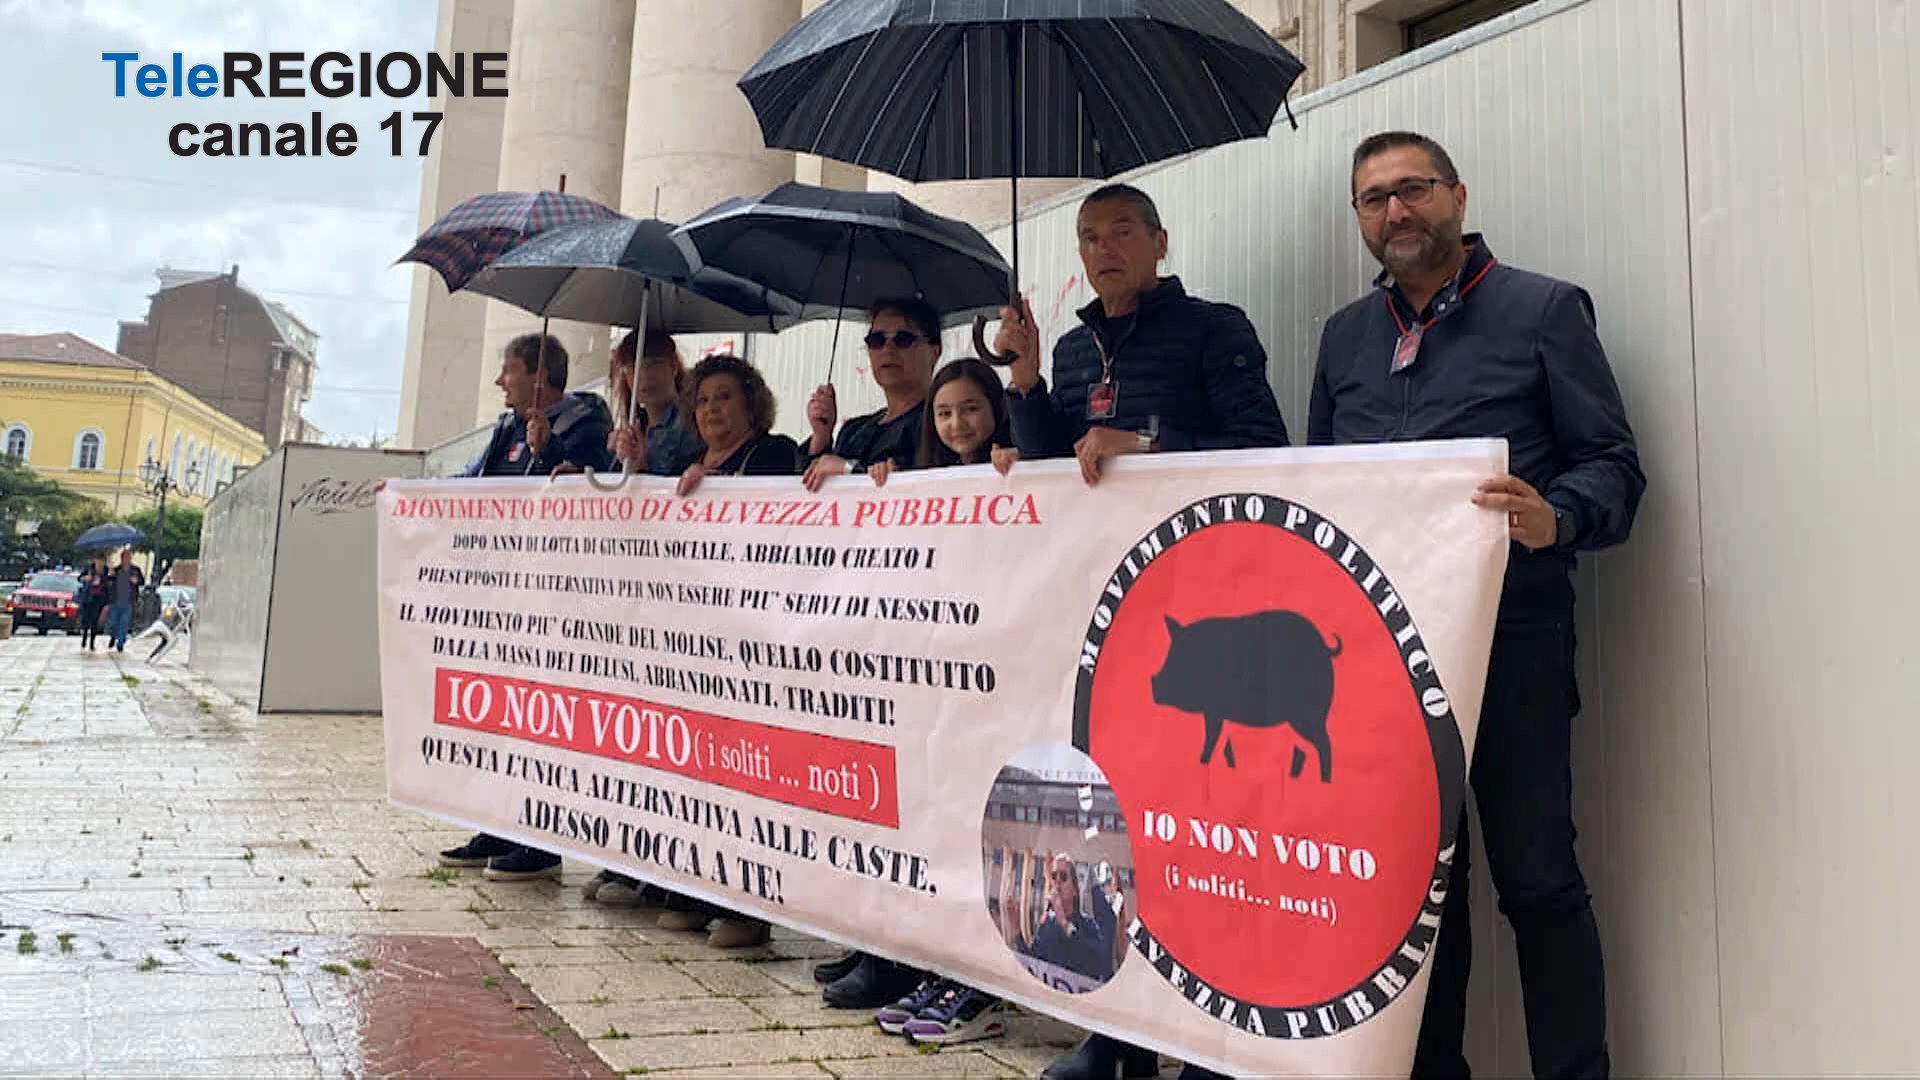 TeleREGIONE
canale 17
MOVIMENTO POLITICO DI SALVEZZA PUBBLICA
DOPO ANNI DI LOTTA DI GIUSTIZIA SOCIALE, ABBIAMO CREATO I
PRESUPPOSTI E L'ALTERNATIVA PER NON ESSERE PIU' SERVI DI NESSUNO
IL MOVIMENTO PIU' GRANDE DEL MOLISE, QUELLO COSTITUITO
DALLA MASSA DEI DELUSI, ABBANDONATI, TRADITI!
IO NON VOTO ( i soliti ... noti )
QUESTA L'UNICA ALTERNATIVA ALLE CASTE,
ADESSO TOCCA A TE!
MOVIMENTO POLITICO
IO NON VOTO
(i soliti... noti)
LVEZZA PUBBLICA